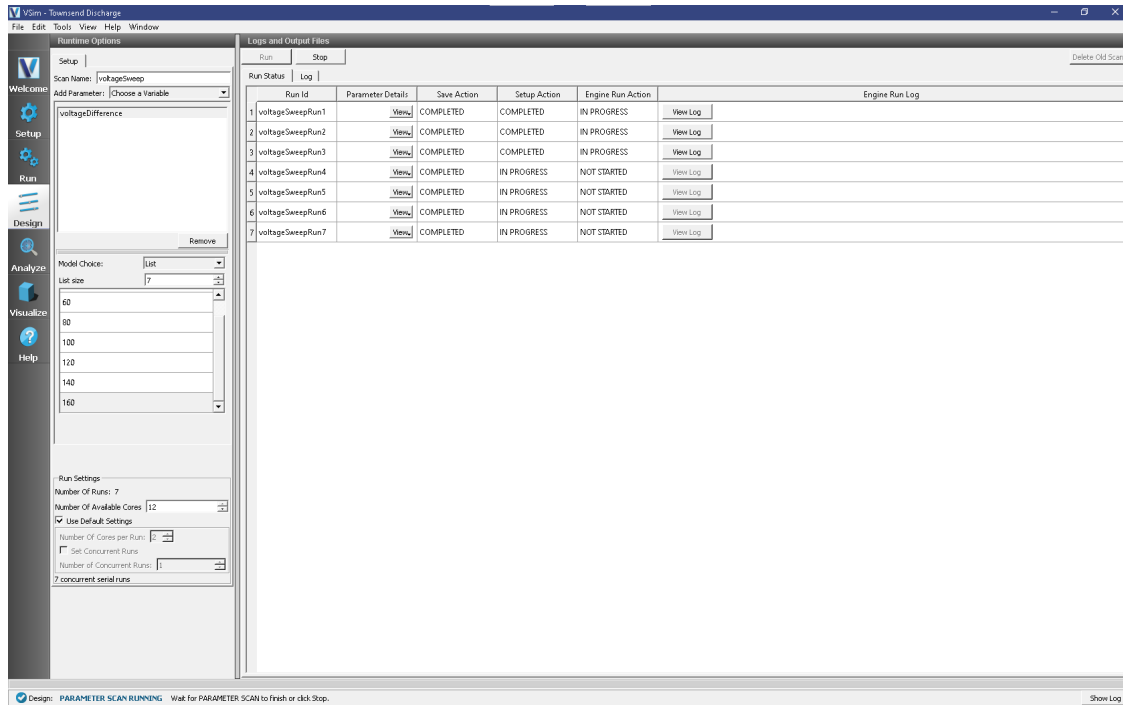 VSim - Townsend Discharge
File Edit Tools View Help Window
Runtime Options
Logs and Output Files
Setup
Run Stop Delete Old Scan
Scan Name: voltageSweep
Run Status Log
Add Parameter: Choose a Variable
voltageDifference
Run Id Parameter Details Save Action Setup Action Engine Run Action Engine Run Log
1 voltageSweepRun1 View COMPLETED COMPLETED IN PROGRESS View Log
2 voltageSweepRun2 View COMPLETED COMPLETED IN PROGRESS View Log
3 voltageSweepRun3 View COMPLETED COMPLETED IN PROGRESS View Log
4 voltageSweepRun4 View COMPLETED IN PROGRESS NOT STARTED View Log
5 voltageSweepRun5 View COMPLETED IN PROGRESS NOT STARTED View Log
6 voltageSweepRun6 View COMPLETED IN PROGRESS NOT STARTED View Log
7 voltageSweepRun7 View COMPLETED IN PROGRESS NOT STARTED View Log
Welcome
Setup
Run
Design
Analyze
Visualize
Help
Remove
Model Choice: List
List size 7
60
80
100
120
140
160
Run Settings
Number Of Runs: 7
Number Of Available Cores 12
Use Default Settings
Number Of Cores per Run: 2
Set Concurrent Runs
Number of Concurrent Runs: 1
7 concurrent serial runs
Design: PARAMETER SCAN RUNNING Wait for PARAMETER SCAN to finish or click Stop.
Show Log